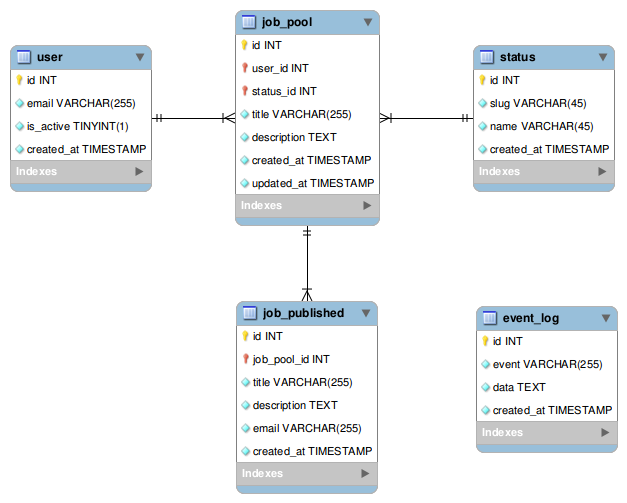 user
id INT
email VARCHAR(255)
is_active TINYINT(1)
created_at TIMESTAMP
Indexes
job_pool
id INT
user_id INT
status_id INT
title VARCHAR(255)
description TEXT
created_at TIMESTAMP
updated_at TIMESTAMP
Indexes
status
id INT
slug VARCHAR(45)
name VARCHAR(45)
created_at TIMESTAMP
Indexes
job_published
id INT
job_pool_id INT
title VARCHAR(255)
description TEXT
email VARCHAR(255)
created_at TIMESTAMP
Indexes
event_log
id INT
event VARCHAR(255)
data TEXT
created_at TIMESTAMP
Indexes